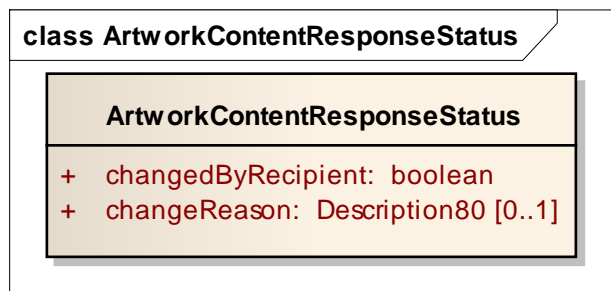 class ArtworkContentResponseStatus
ArtworkContentResponseStatus
+ changedByRecipient: boolean
+ changeReason: Description80 [0..1]